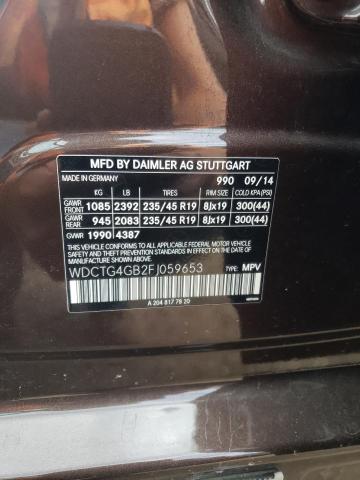 MFD BY DAIMLER AG STUTTGART
MADE IN GERMANY 990 09/14
KG LB TIRES RIM SIZE COLD KPA (PSI)
GAWR FRONT 1085 2392 235/45 R19 8Jx19 300(44)
GAWR REAR 945 2083 235/45 R19 8Jx19 300(44)
GVWR 1990 4387
THIS VEHICLE CONFORMS TO ALL APPLICABLE U.S. FEDERAL MOTOR VEHICLE
SAFETY BUMPER, AND THEFT PREVENTION STANDARDS IN EFFECT
ON THE DATE OF MANUFACTURE SHOWN ABOVE.
WDCTG4GB2FJ059653 TYPE: MPV
A 204 817 78 20